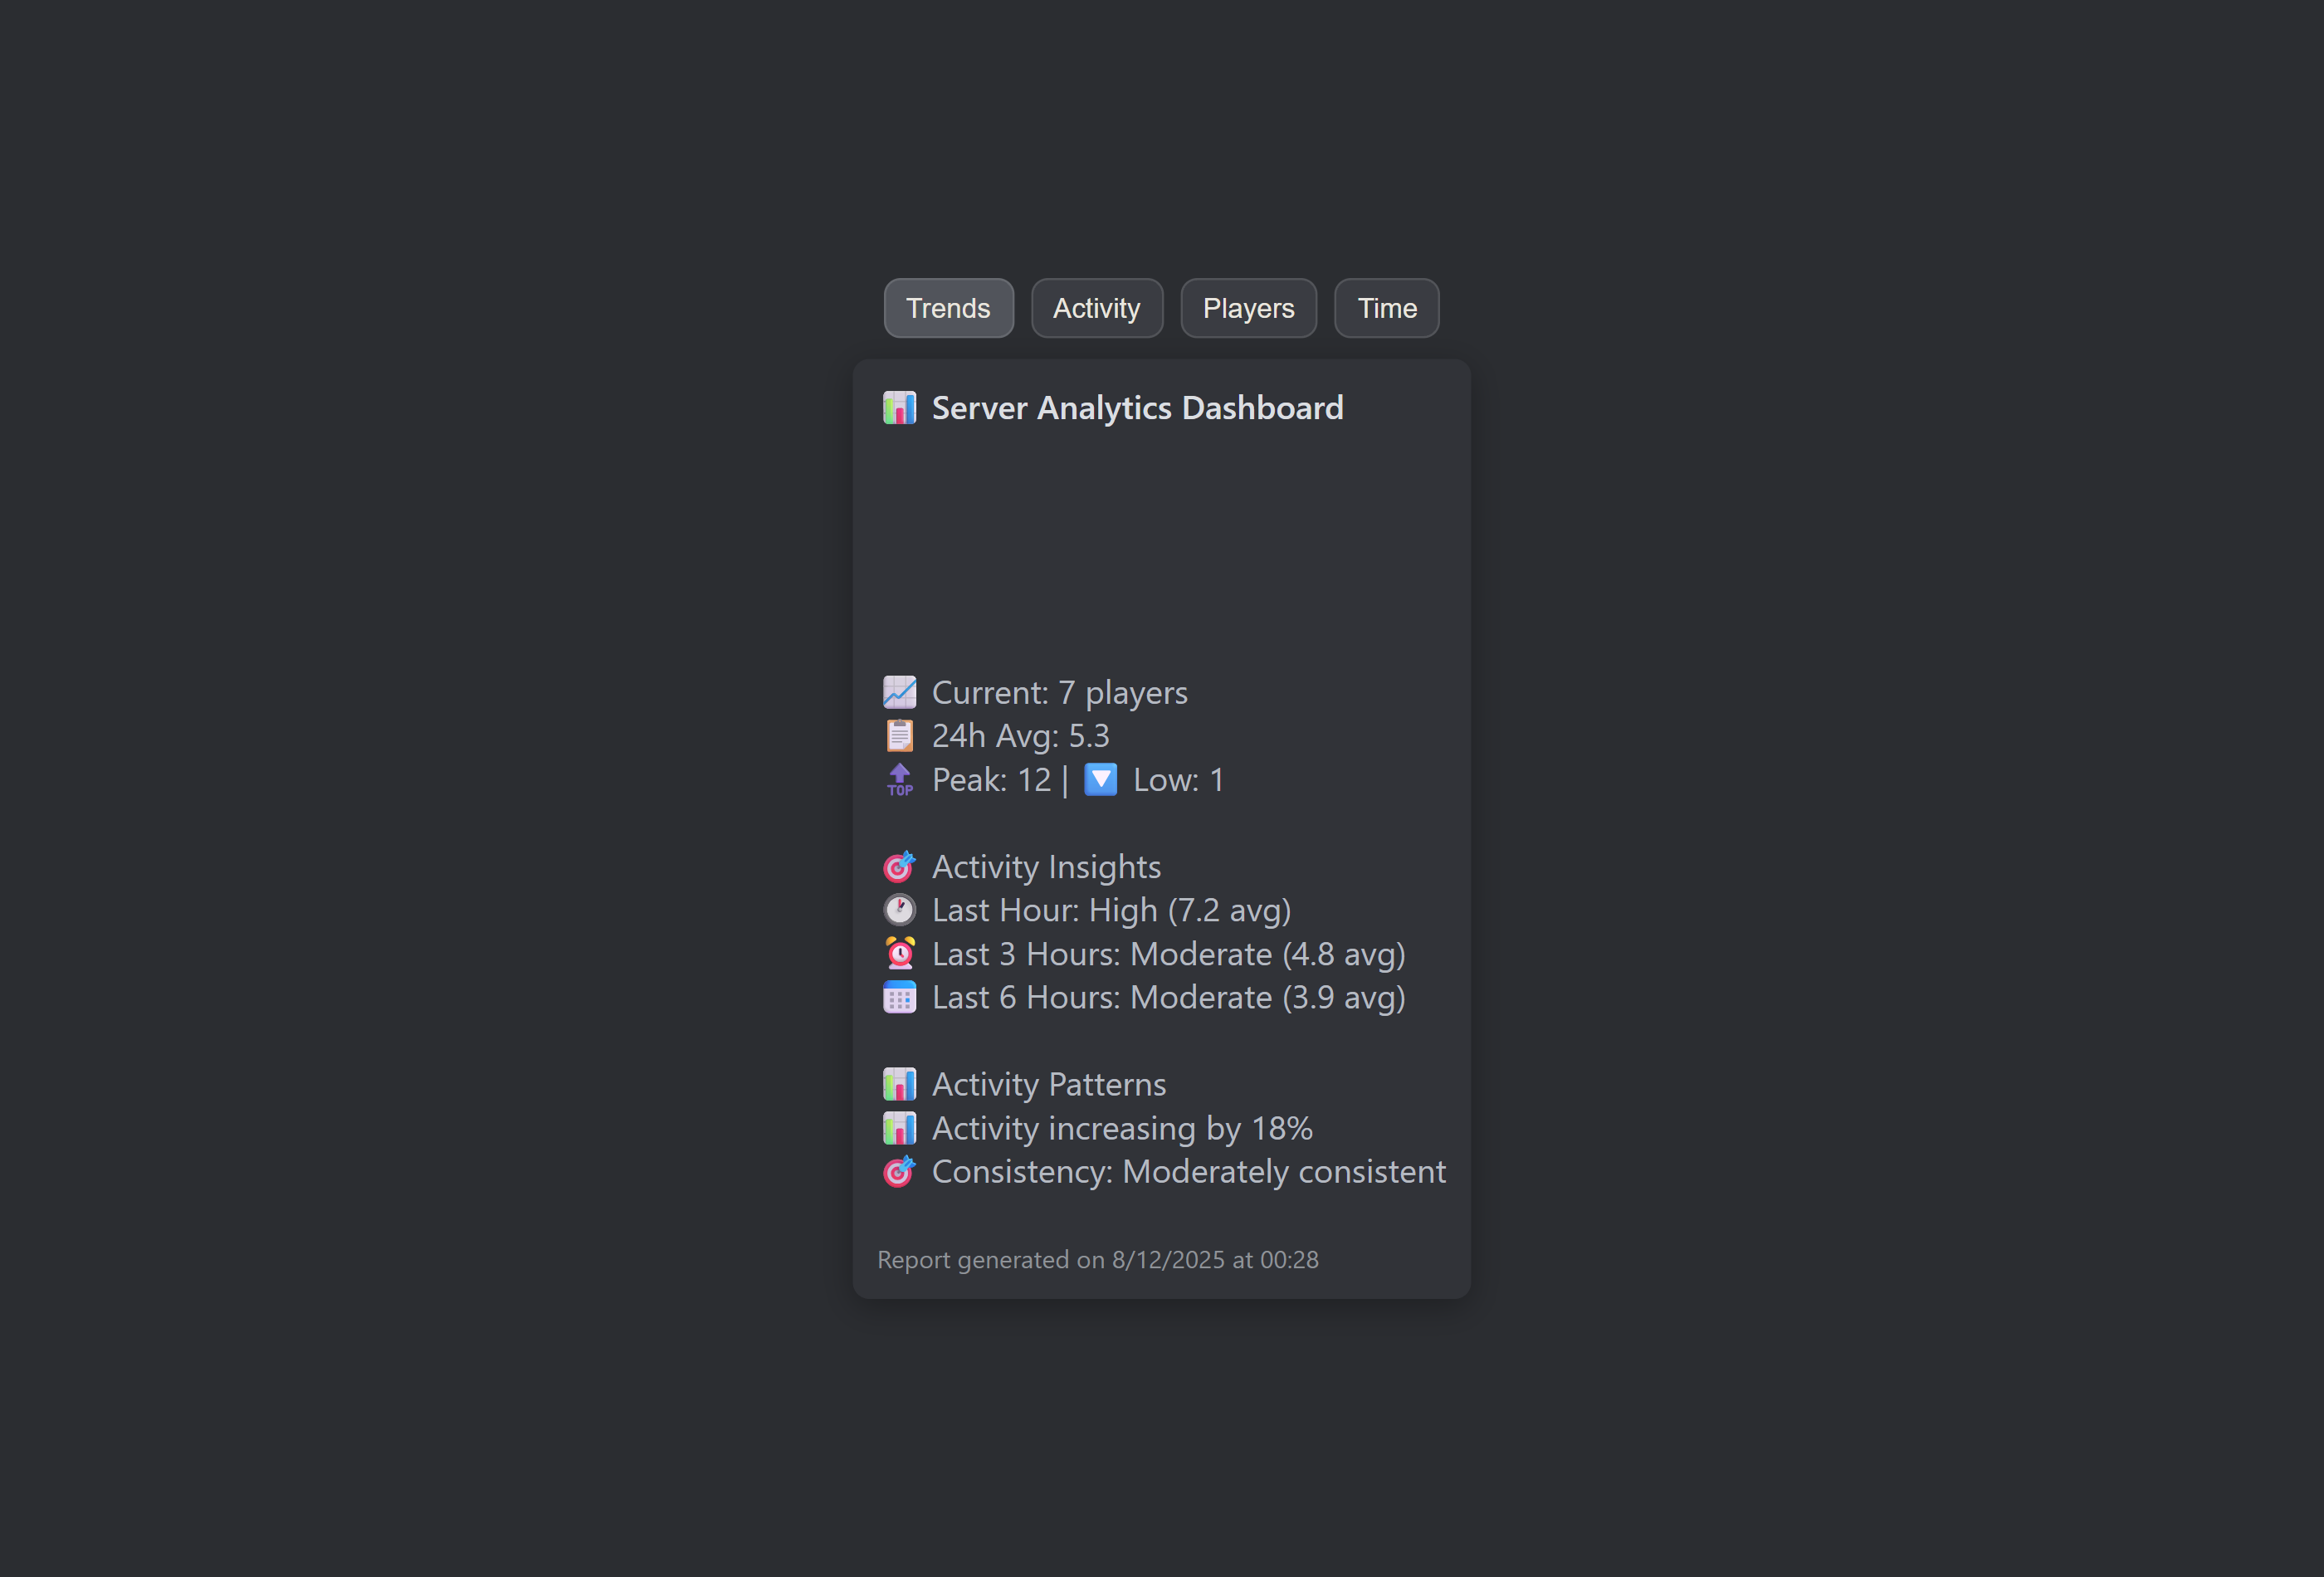 Trends Activity Players Time
Server Analytics Dashboard
Current: 7 players
24h Avg: 5.3
TOP Peak: 12 | Low: 1
Activity Insights
Last Hour: High (7.2 avg)
Last 3 Hours: Moderate (4.8 avg)
Last 6 Hours: Moderate (3.9 avg)
Activity Patterns
Activity increasing by 18%
Consistency: Moderately consistent
Report generated on 8/12/2025 at 00:28